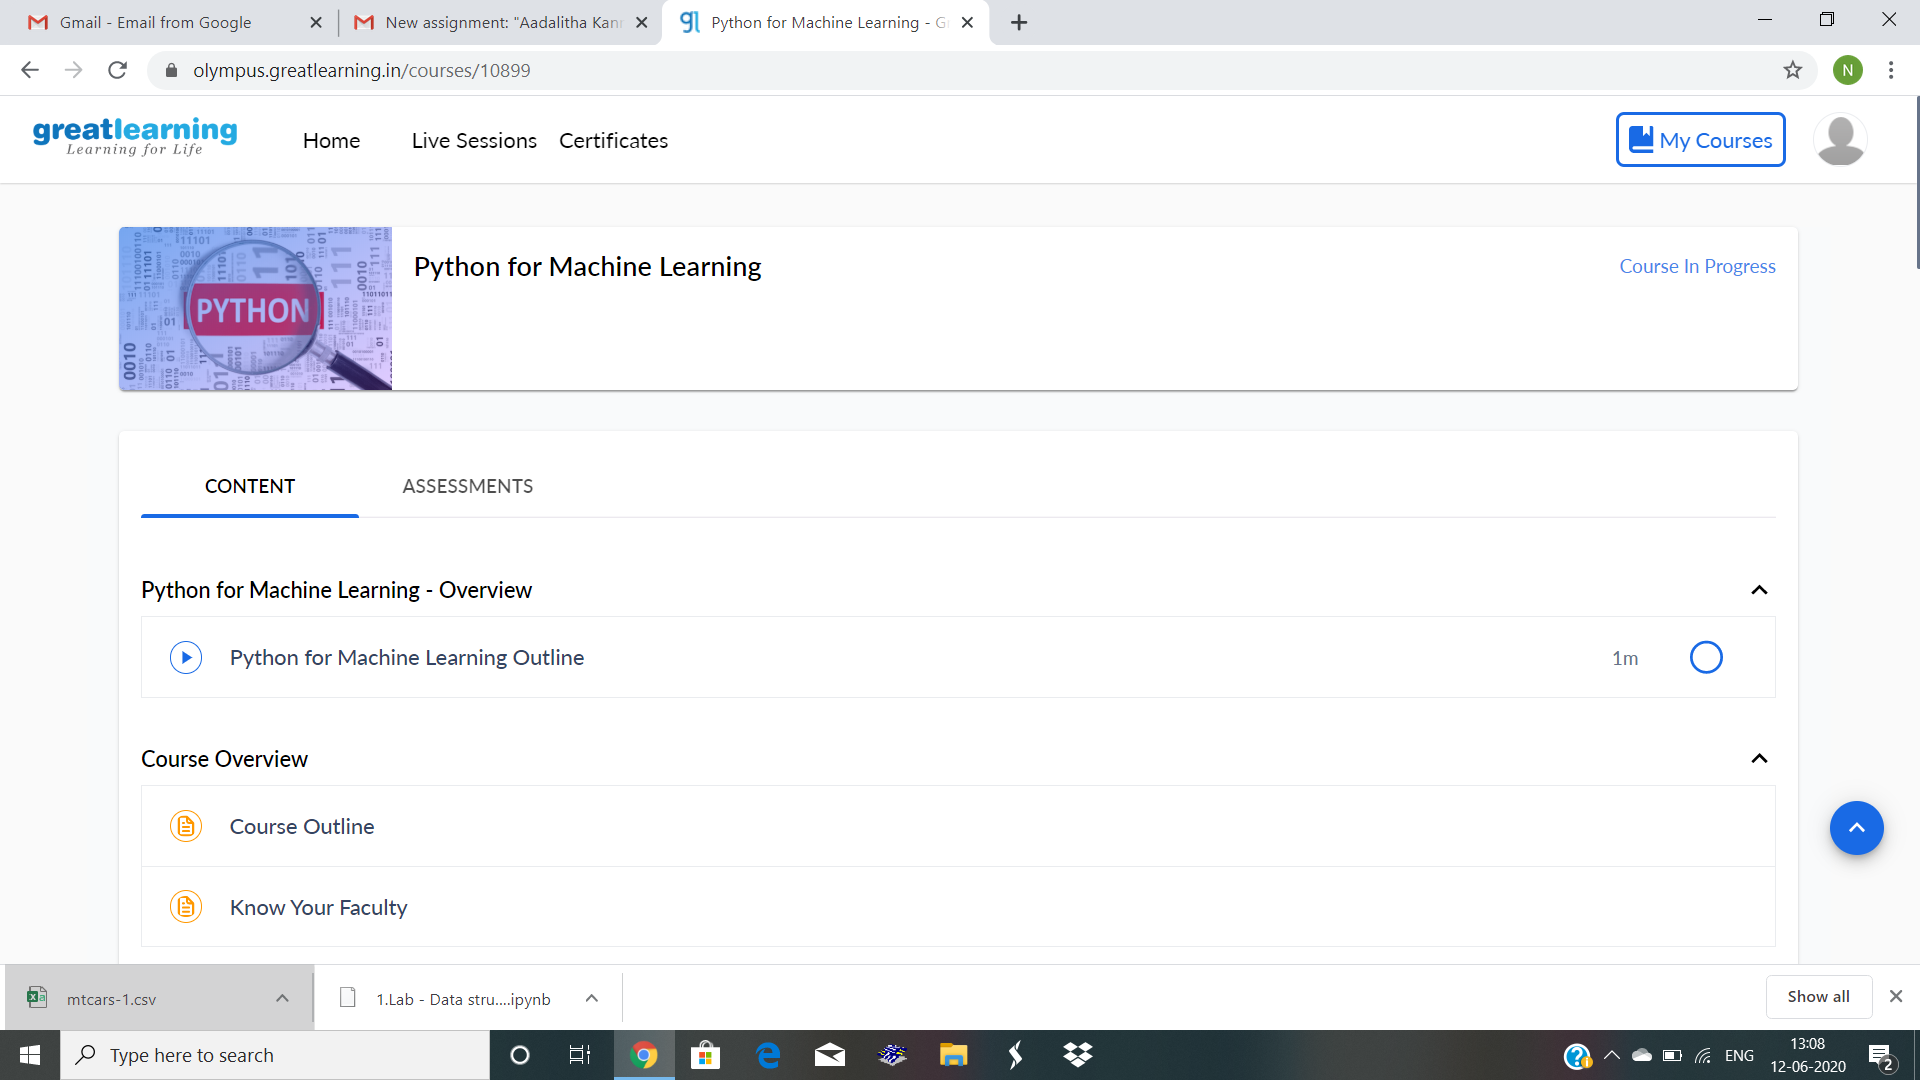 Gmail - Email from Google
New assignment: "Aadalitha Kann
Python for Machine Learning - G
olympus.greatlearning.in/courses/10899
N
greatlearning
Learning for Life
Home
Live Sessions
Certificates
My Courses
PYTHON
Python for Machine Learning
Course In Progress
CONTENT
ASSESSMENTS
Python for Machine Learning - Overview
Python for Machine Learning Outline
1m
Course Overview
Course Outline
Know Your Faculty
mtcars-1.csv
1.Lab - Data stru....ipynb
Show all
Type here to search
ENG
13:08
12-06-2020
2